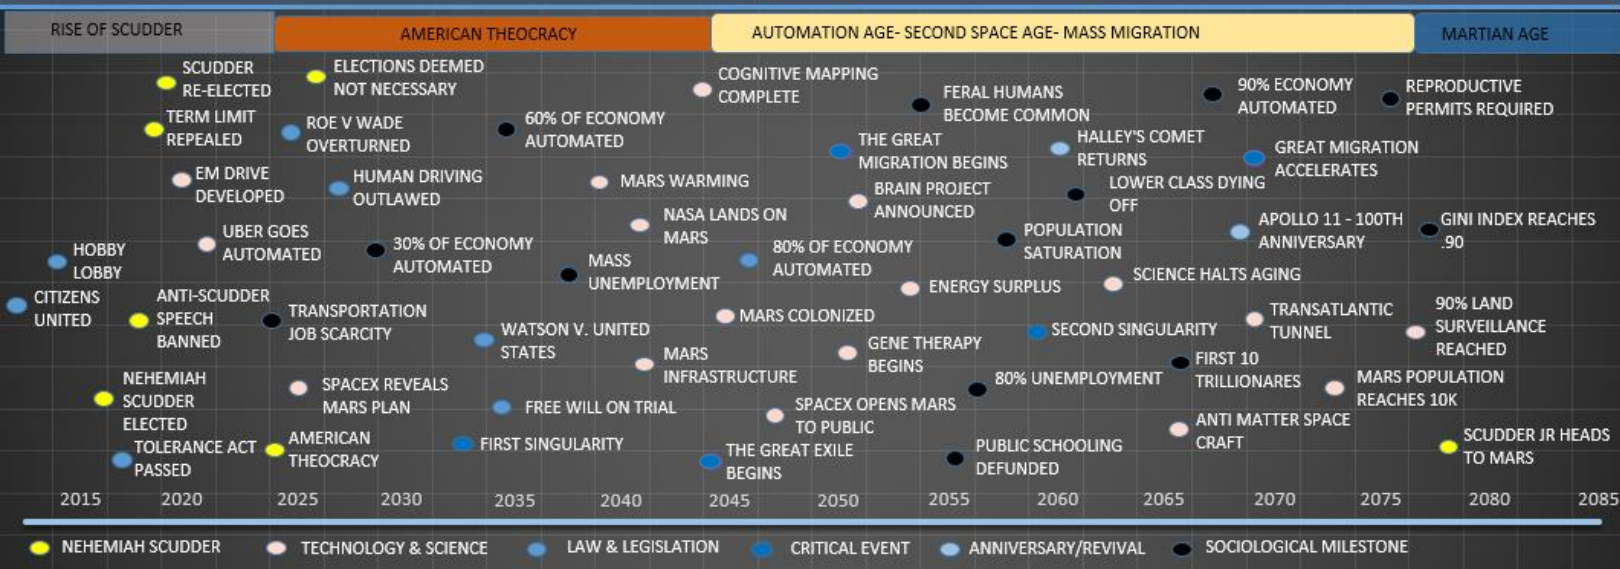 RISE OF SCUDDER
AMERICAN THEOCRACY
AUTOMATION AGE- SECOND SPACE AGE- MASS MIGRATION
MARTIAN AGE
SCUDDER
RE-ELECTED
ELECTIONS DEEMED
NOT NECESSARY
COGNITIVE MAPPING
COMPLETE
FERAL HUMANS
BECOME COMMON
90% ECONOMY
AUTOMATED
REPRODUCTIVE
PERMITS REQUIRED
TERM LIMIT
REPEALED
ROE V WADE
OVERTURNED
60% OF ECONOMY
AUTOMATED
THE GREAT
MIGRATION BEGINS
HALLEY'S COMET
RETURNS
GREAT MIGRATION
ACCELERATES
EM DRIVE
DEVELOPED
HUMAN DRIVING
OUTLAWED
MARS WARMING
BRAIN PROJECT
ANNOUNCED
LOWER CLASS DYING
OFF
UBER GOES
AUTOMATED
NASA LANDS ON
MARS
POPULATION
SATURATION
APOLLO 11 - 100TH
ANNIVERSARY
GINI INDEX REACHES
.90
HOBBY
LOBBY
30% OF ECONOMY
AUTOMATED
MASS
UNEMPLOYMENT
80% OF ECONOMY
AUTOMATED
ENERGY SURPLUS
SCIENCE HALTS AGING
CITIZENS
UNITED
ANTI-SCUDDER
SPEECH
BANNED
TRANSPORTATION
JOB SCARCITY
WATSON V. UNITED
STATES
MARS COLONIZED
SECOND SINGULARITY
TRANSATLANTIC
TUNNEL
90% LAND
SURVEILLANCE
REACHED
MARS
INFRASTRUCTURE
GENE THERAPY
BEGINS
FIRST 10
TRILLIONARES
NEHEMIAH
SCUDDER
ELECTED
SPACEX REVEALS
MARS PLAN
FREE WILL ON TRIAL
SPACEX OPENS MARS
TO PUBLIC
80% UNEMPLOYMENT
MARS POPULATION
REACHES 10K
ANTI MATTER SPACE
CRAFT
TOLERANCE ACT
PASSED
AMERICAN
THEOCRACY
FIRST SINGULARITY
THE GREAT EXILE
BEGINS
PUBLIC SCHOOLING
DEFUNDED
SCUDDER JR HEADS
TO MARS
2015 2020 2025 2030 2035 2040 2045 2050 2055 2060 2065 2070 2075 2080 2085
NEHEMIAH SCUDDER
TECHNOLOGY & SCIENCE
LAW & LEGISLATION
CRITICAL EVENT
ANNIVERSARY/REVIVAL
SOCIOLOGICAL MILESTONE